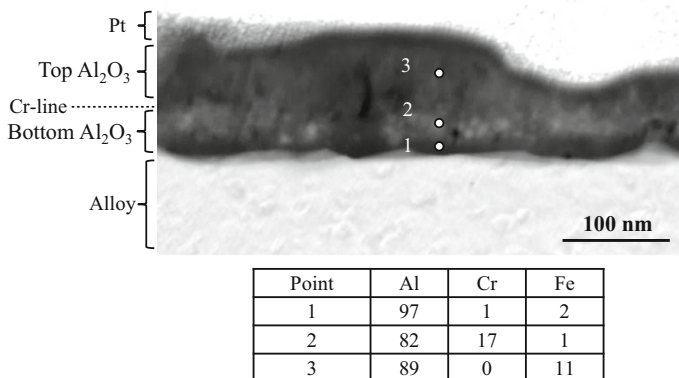 Pt
Top Al₂O₃
Cr-line
Bottom Al₂O₃
Alloy
3
2
1
100 nm
Point Al Cr Fe
1 97 1 2
2 82 17 1
3 89 0 11